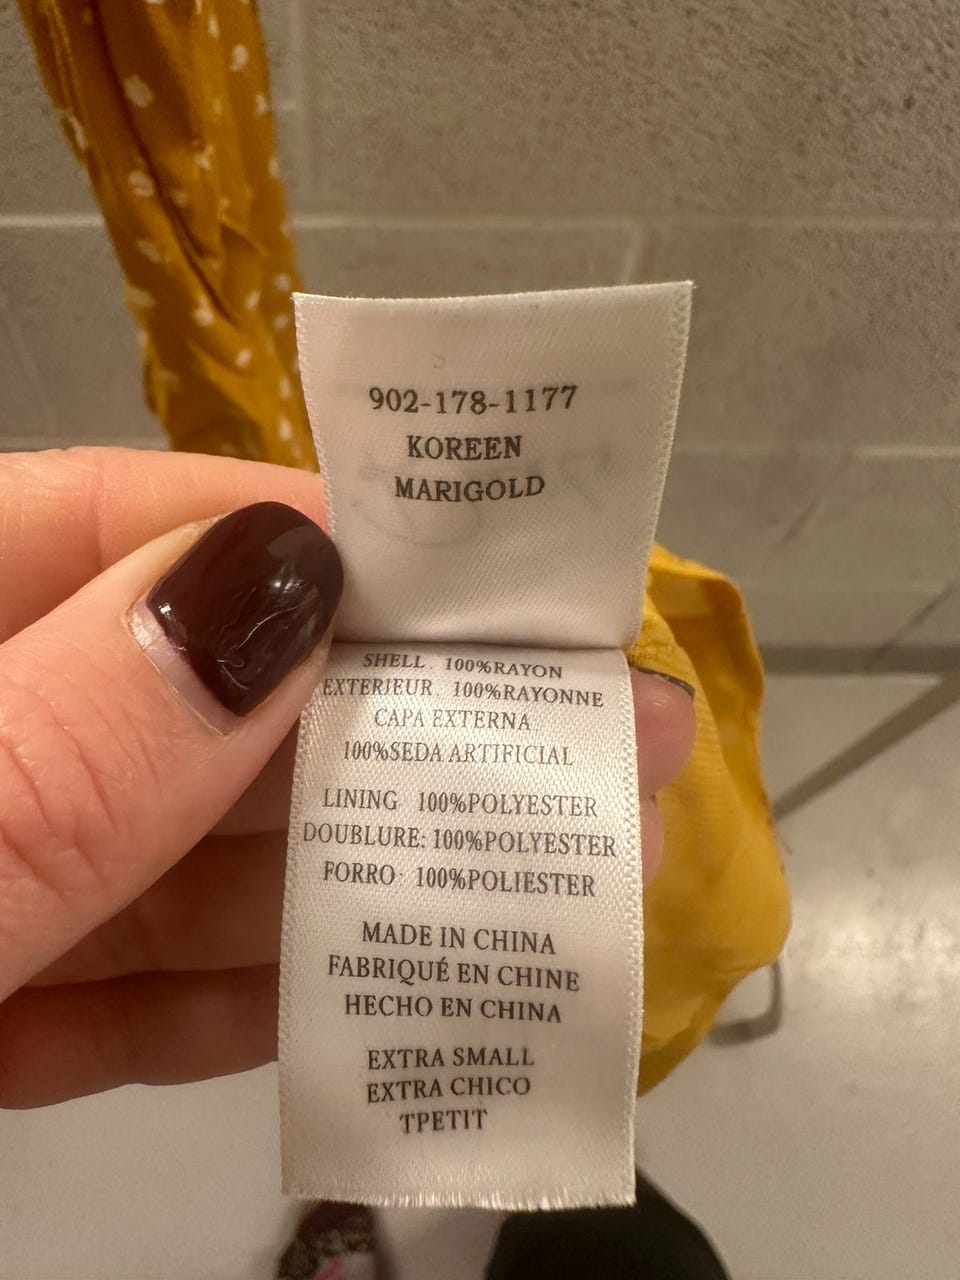 902-178-1177
KOREEN
MARIGOLD
SHELL 100%RAYON
EXTERIEUR 100%RAYONNE
CAPA EXTERNA
100%SEDA ARTIFICIAL
LINING 100%POLYESTER
DOUBLURE: 100%POLYESTER
FORRO 100%POLIESTER
MADE IN CHINA
FABRIQUÉ EN CHINE
HECHO EN CHINA
EXTRA SMALL
EXTRA CHICO
TPETIT